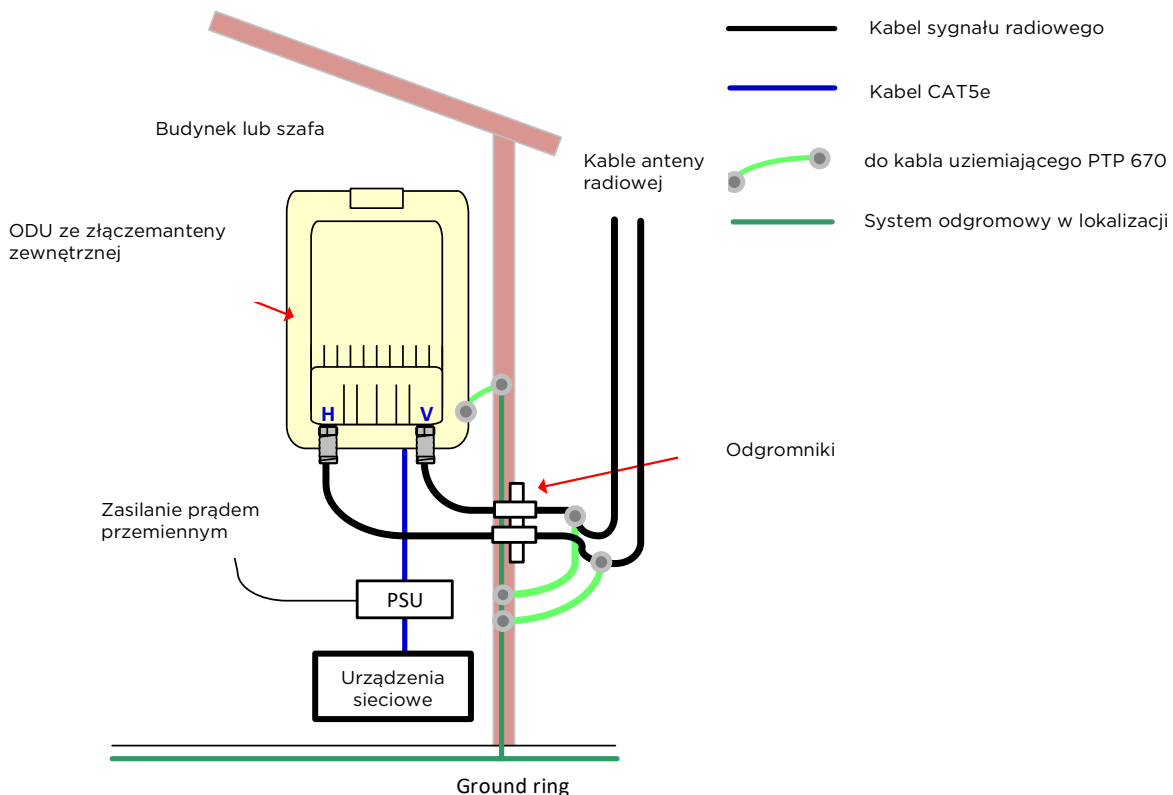 Kabel sygnału radiowego
Kabel CAT5e
Budynek lub szafa
Kable anteny
radiowej
do kabla uziemiającego PTP 670
System odgromowy w lokalizacji
ODU ze złączemanteny
zewnętrznej
H
V
Odgromniki
Zasilanie prądem
przemiennym
PSU
Urządzenia
sieciowe
Ground ring